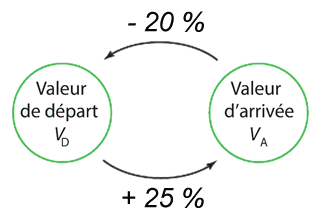 - 20 %
Valeur
de départ
V_D
Valeur
d'arrivée
V_A
+ 25 %